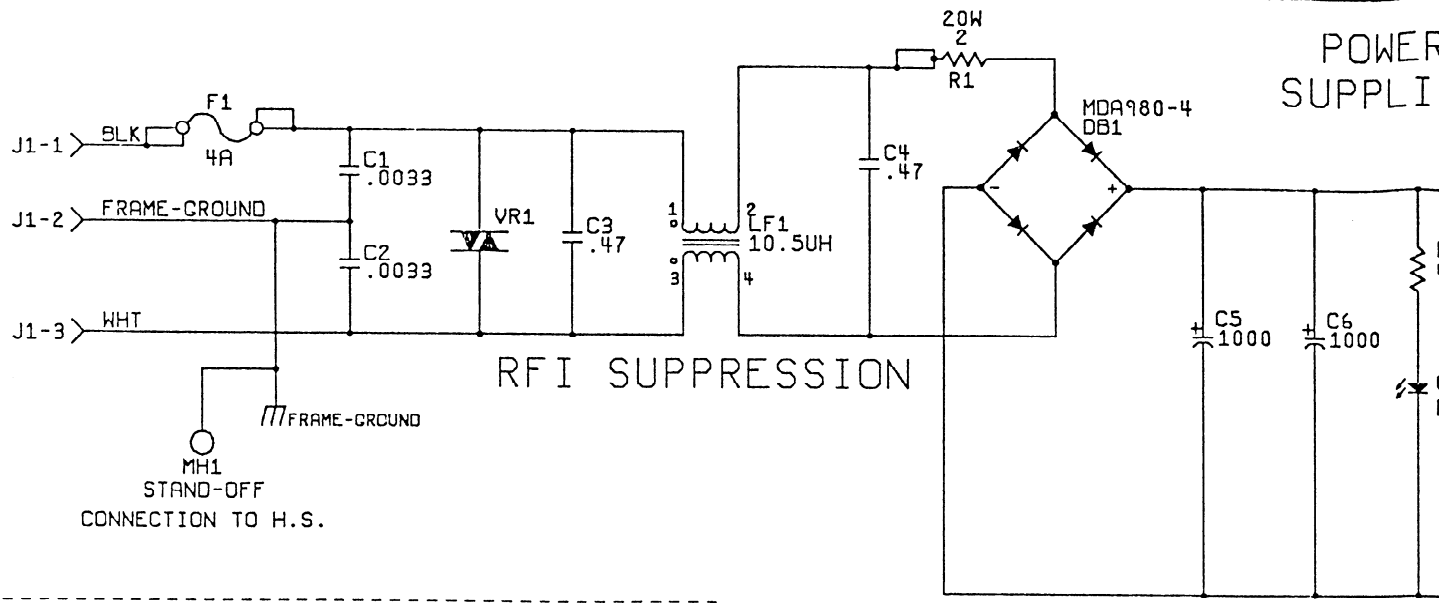 20W
2
R1
POWER
SUPPLI
F1
4A
J1-1
BLK
MDA980-4
DB1
C1
.0033
C4
.47
J1-2
FRAME-GROUND
VR1
C3
.47
1
2
LF1
10.5UH
3
4
-
+
C2
.0033
J1-3
WHT
+
C5
1000
+
C6
1000
RFI SUPPRESSION
FRAME-GROUND
MH1
STAND-OFF
CONNECTION TO H.S.